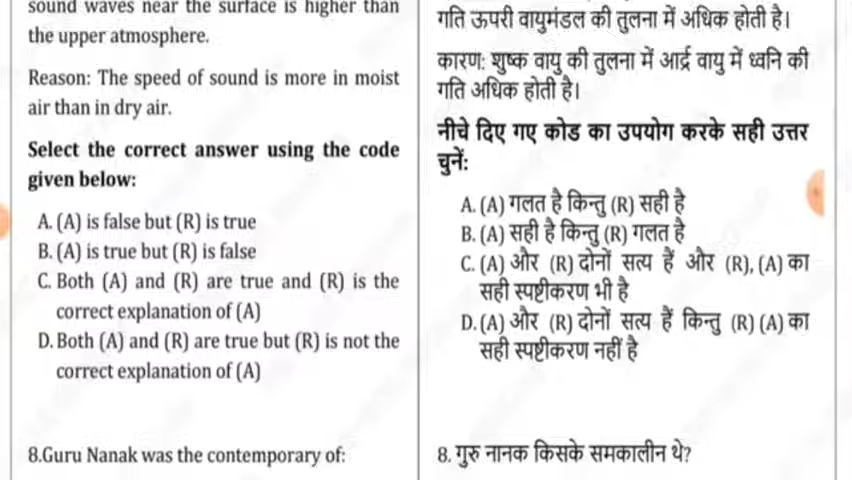 sound waves near the surface is higher than
the upper atmosphere.
Reason: The speed of sound is more in moist
air than in dry air.
Select the correct answer using the code
given below:
A. (A) is false but (R) is true
B. (A) is true but (R) is false
C. Both (A) and (R) are true and (R) is the
correct explanation of (A)
D. Both (A) and (R) are true but (R) is not the
correct explanation of (A)
8.Guru Nanak was the contemporary of:
गति ऊपरी वायुमंडल की तुलना में अधिक होती है।
कारण: शुष्क वायु की तुलना में आर्द्र वायु में ध्वनि की
गति अधिक होती है।
नीचे दिए गए कोड का उपयोग करके सही उत्तर
चुनें:
A. (A) गलत है किन्तु (R) सही है
B. (A) सही है किन्तु (R) गलत है
C. (A) और (R) दोनों सत्य हैं और (R), (A) का
सही स्पष्टीकरण भी है
D. (A) और (R) दोनों सत्य हैं किन्तु (R) (A) का
सही स्पष्टीकरण नहीं है
8. गुरु नानक किसके समकालीन थे?